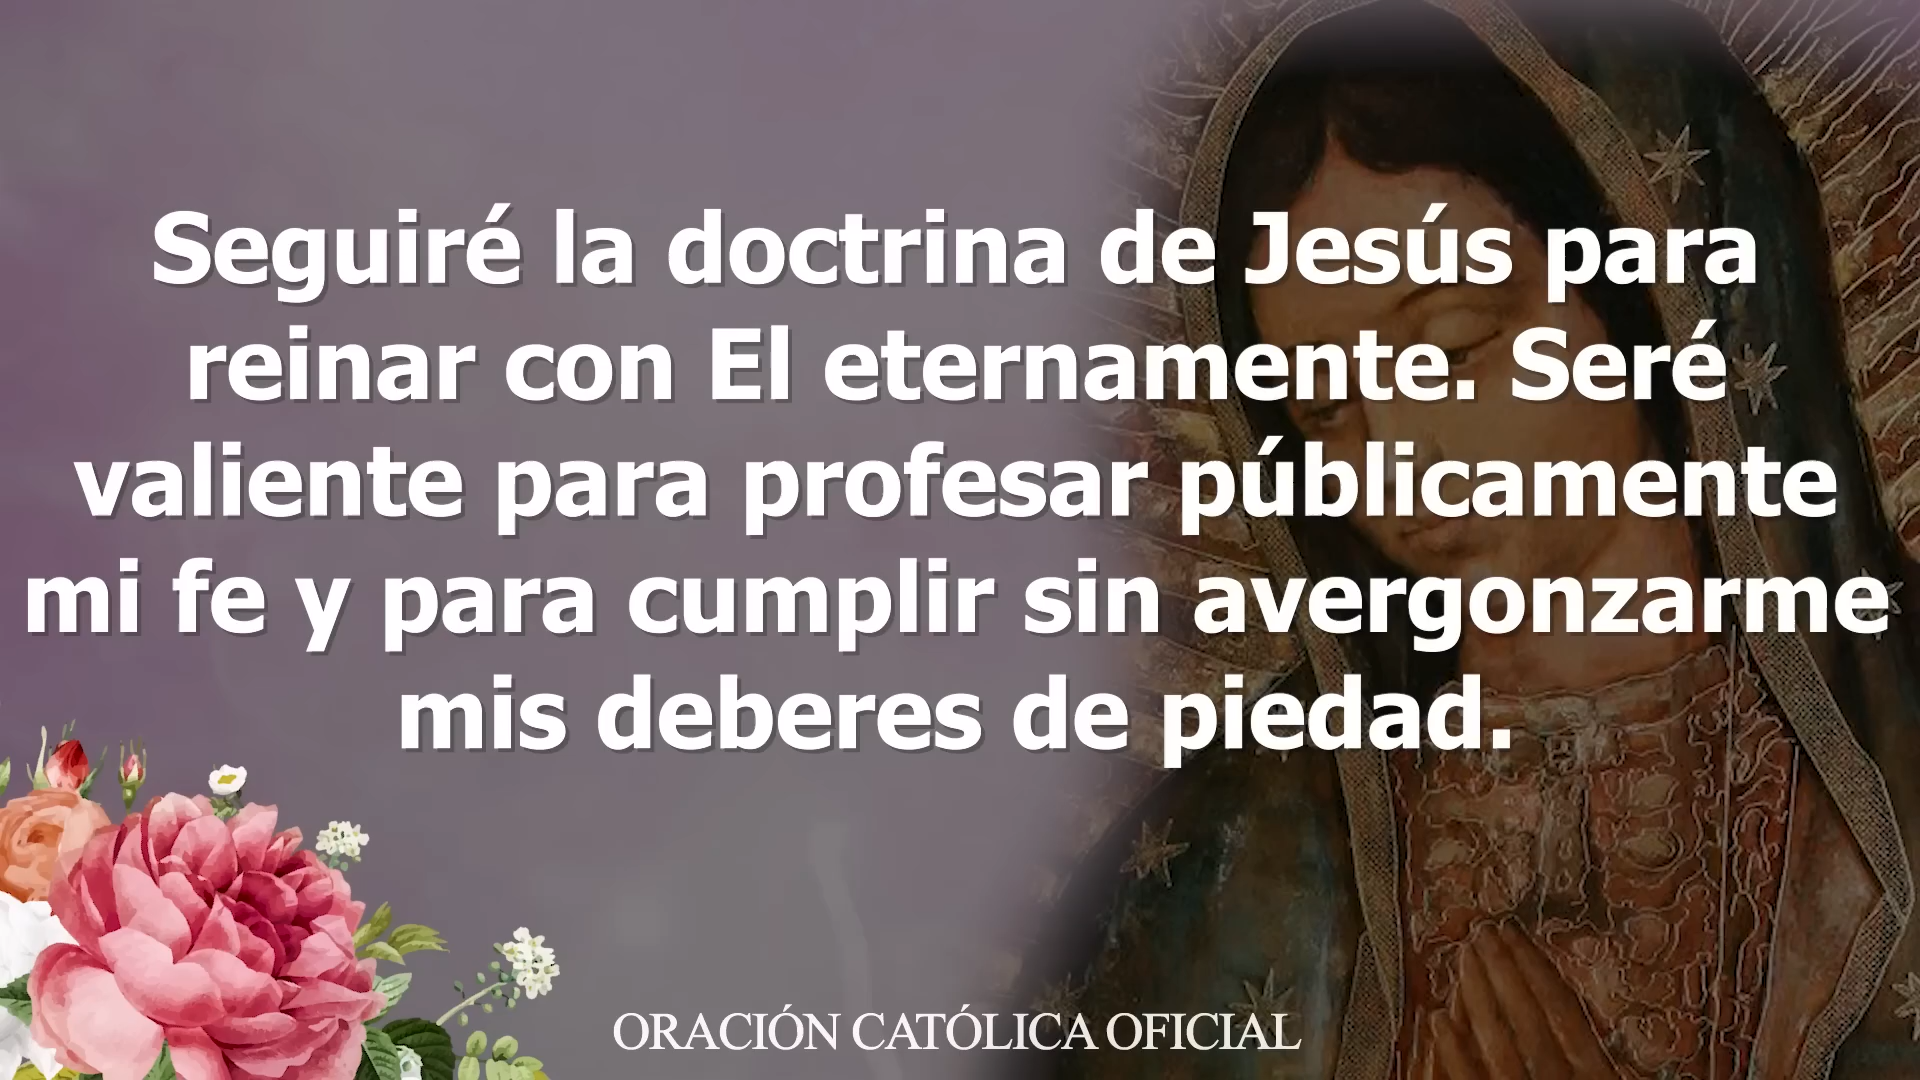 Seguiré la doctrina de Jesús para
reinar con El eternamente. Seré
valiente para profesar públicamente
mi fe y para cumplir sin avergonzarme
mis deberes de piedad.
ORACIÓN CATÓLICA OFICIAL